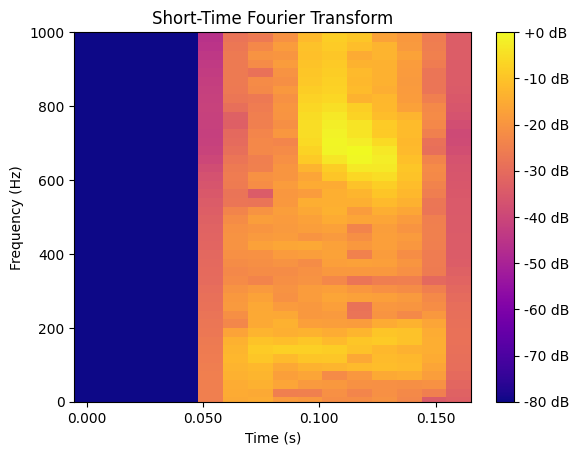 Short-Time Fourier Transform
1000
800
600
400
200
0
Frequency (Hz)
0.000
0.050
0.100
0.150
Time (s)
+0 dB
-10 dB
-20 dB
-30 dB
-40 dB
-50 dB
-60 dB
-70 dB
-80 dB